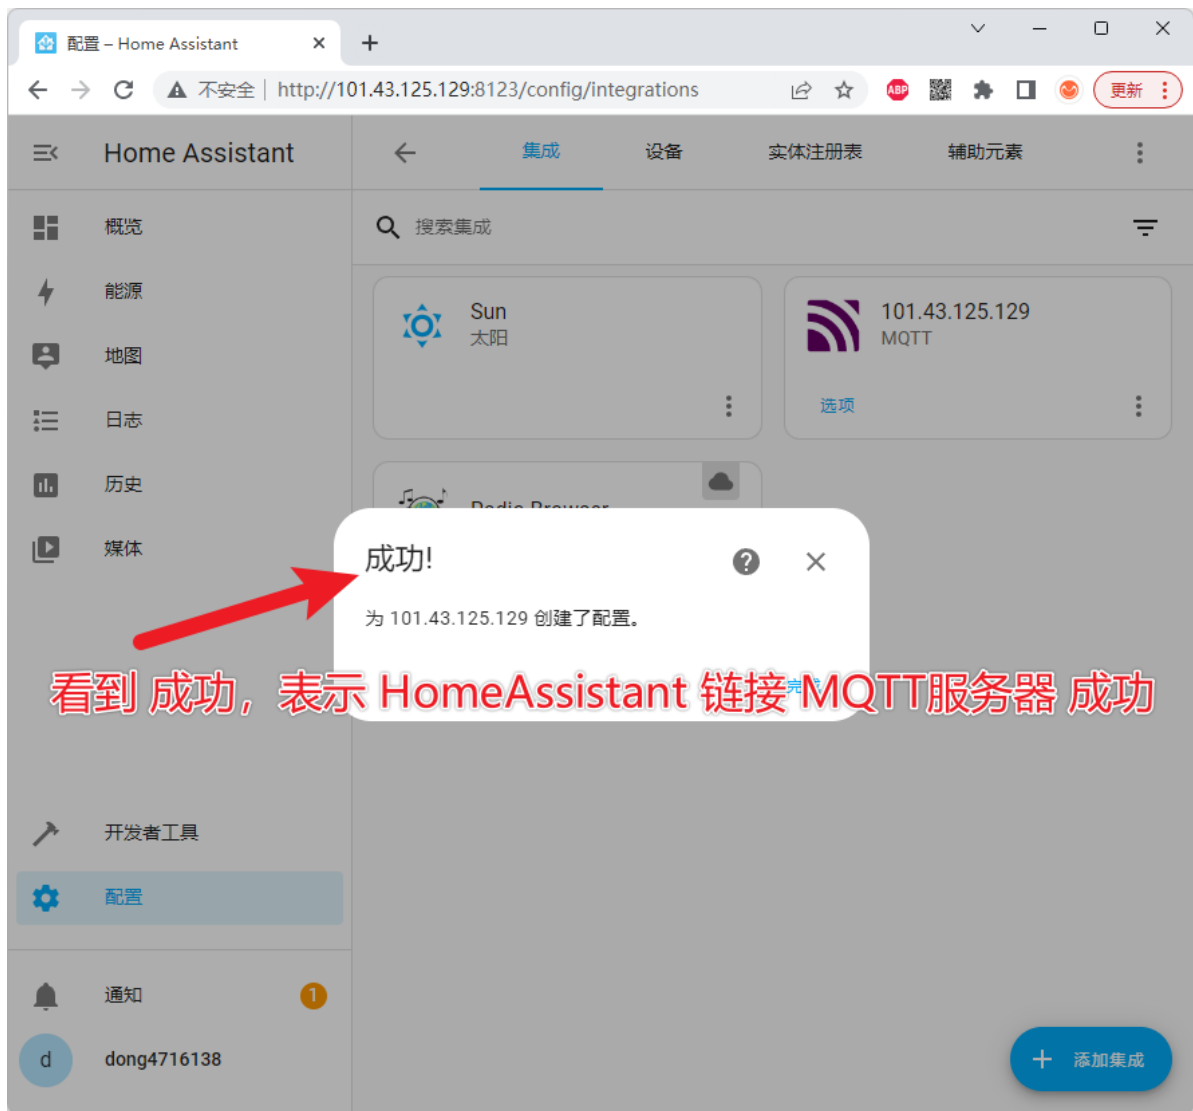 配置 – Home Assistant
不安全
http://101.43.125.129:8123/config/integrations
ABP
更新
Home Assistant
集成
设备
实体注册表
辅助元素
概览
搜索集成
能源
Sun
太阳
101.43.125.129
MQTT
选项
地图
日志
历史
Radio Browser
媒体
成功!
为 101.43.125.129 创建了配置。
完成
看到 成功，表示 HomeAssistant 链接 MQTT服务器 成功
开发者工具
配置
通知
1
d
dong4716138
添加集成